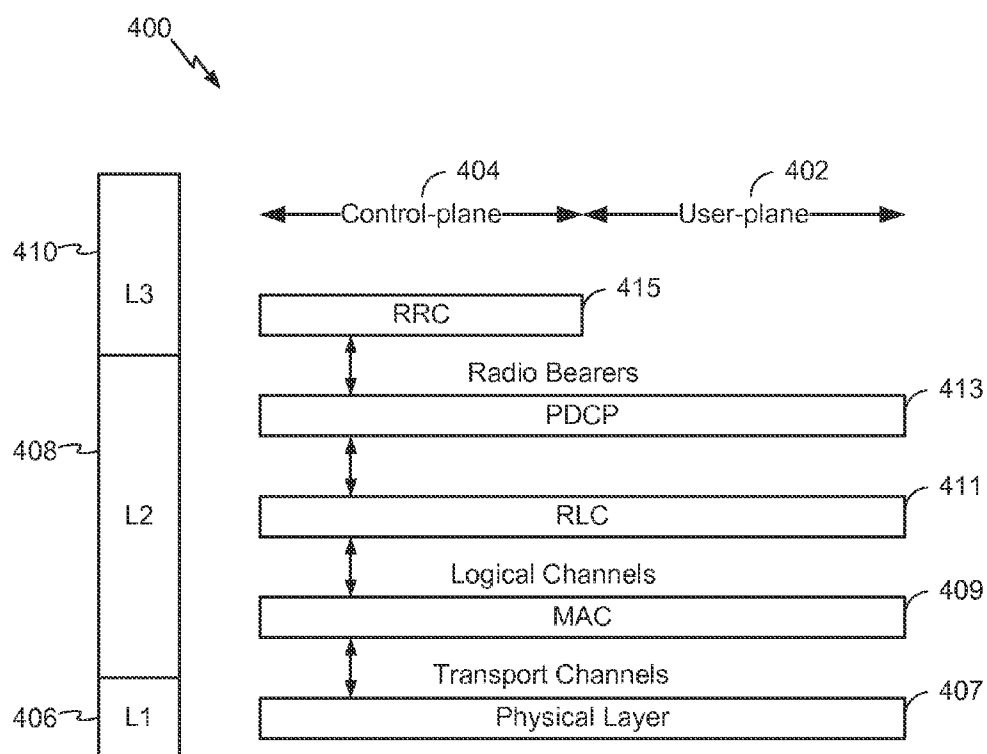 400
404
402
Control-plane
User-plane
410
L3
415
RRC
Radio Bearers
413
PDCP
408
L2
411
RLC
Logical Channels
409
MAC
Transport Channels
407
406
L1
Physical Layer